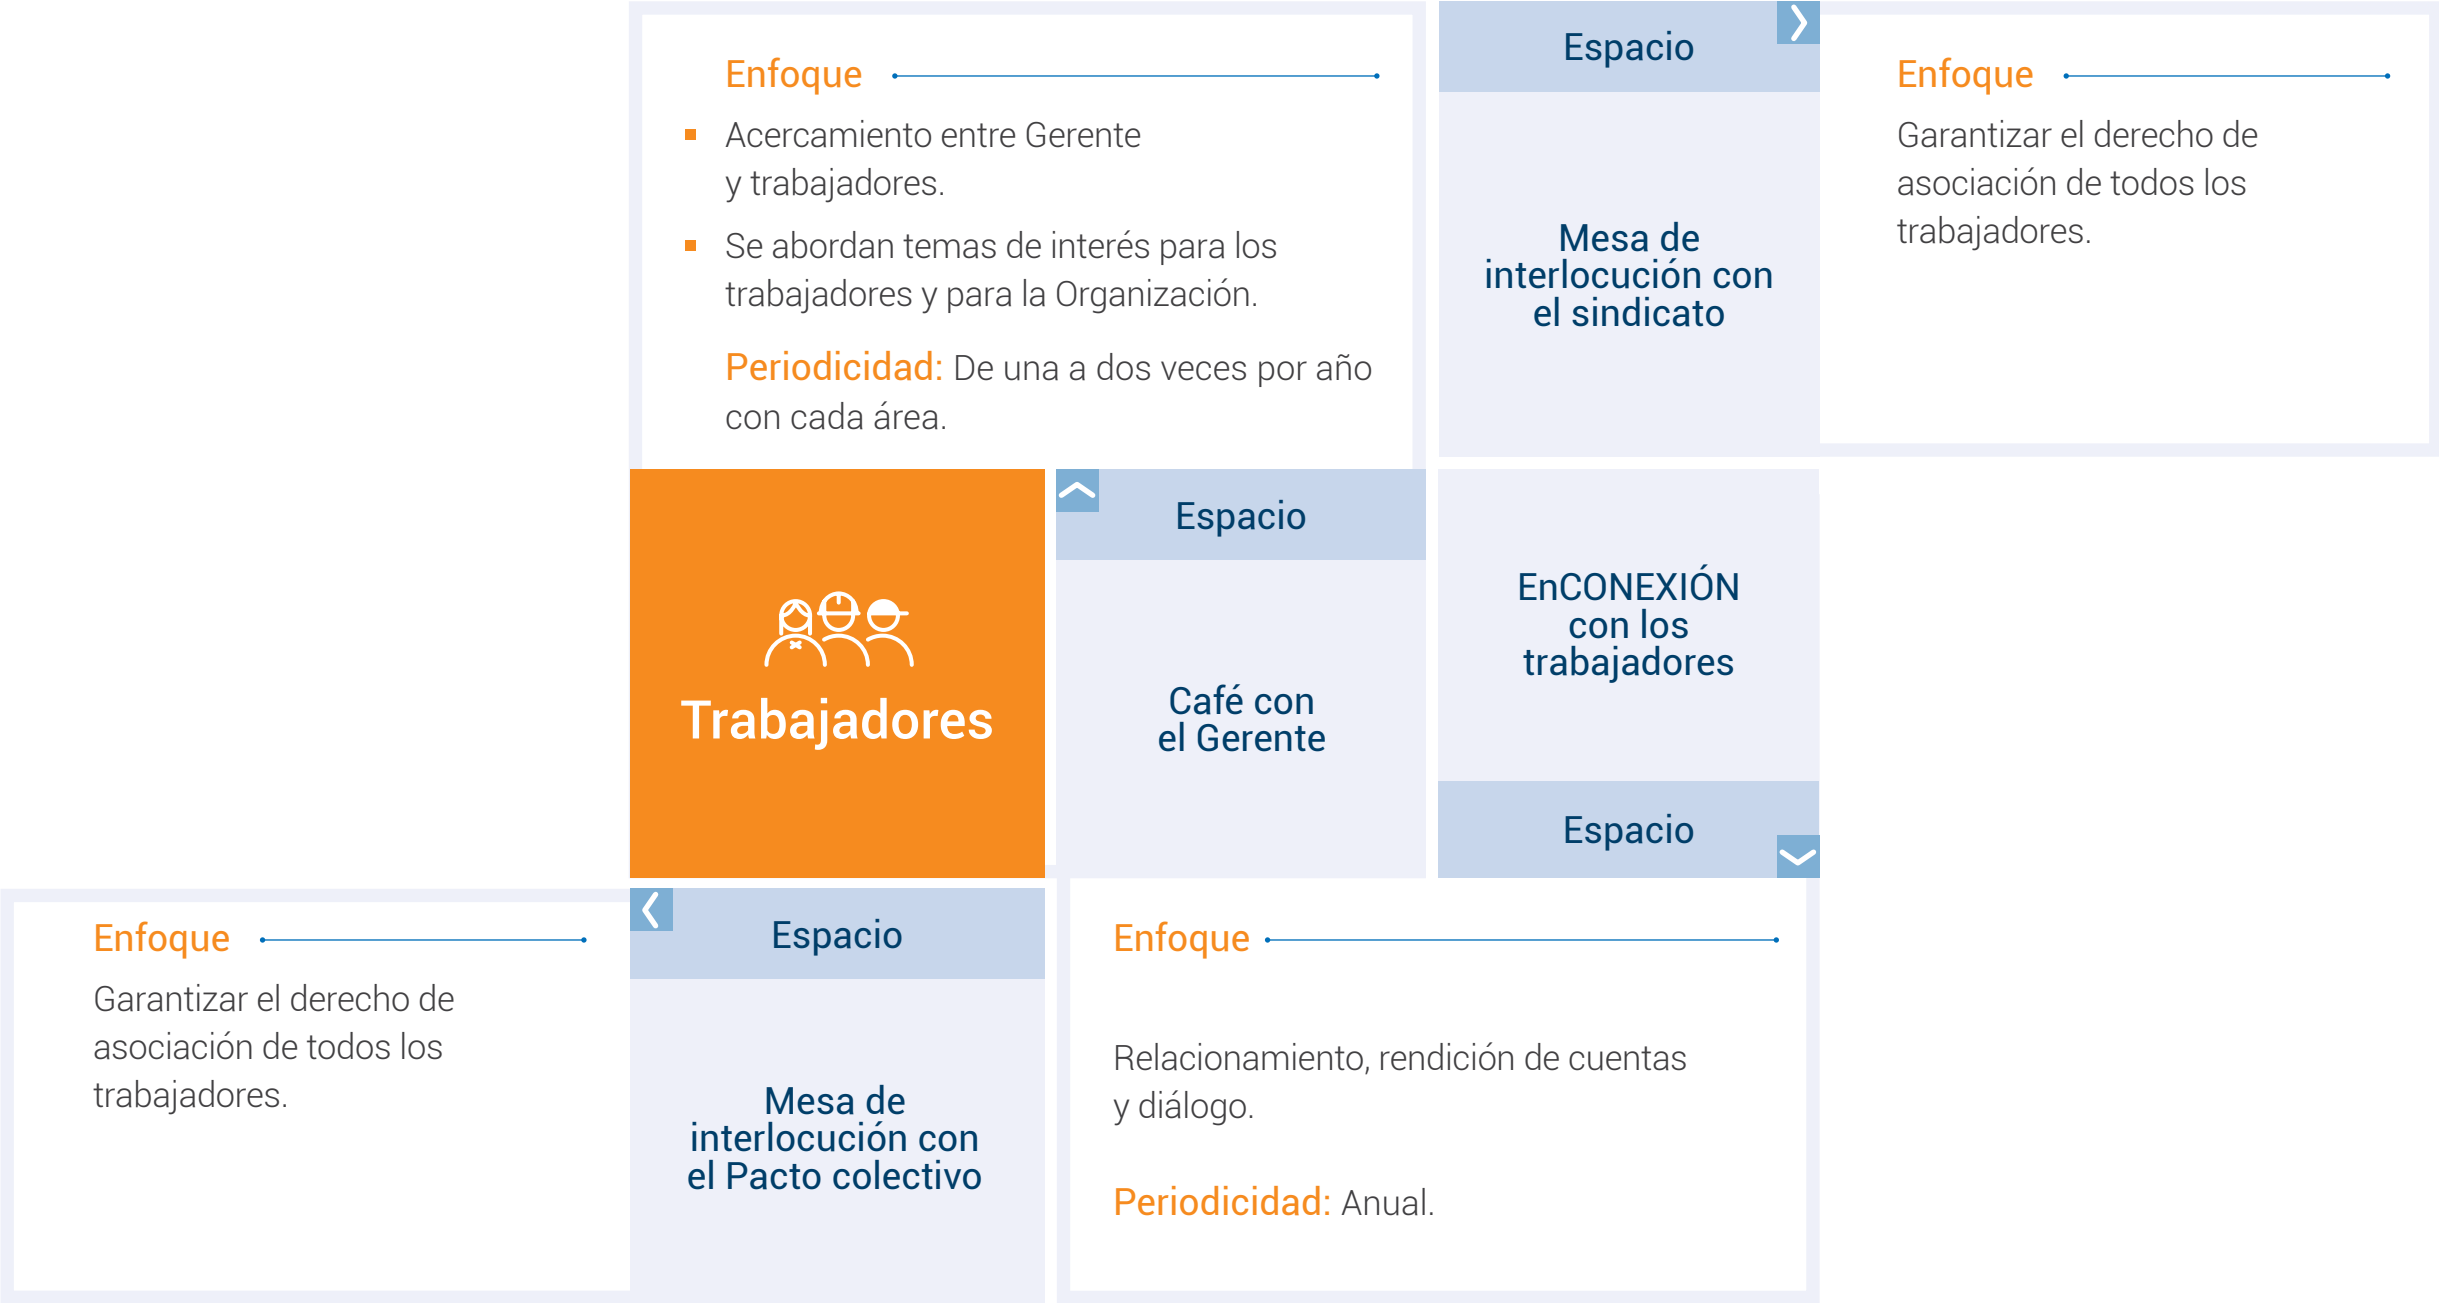 Enfoque
Acercamiento entre Gerente
y trabajadores.
Se abordan temas de interés para los
trabajadores y para la Organización.
Periodicidad: De una a dos veces por año
con cada área.
Espacio
Mesa de
interlocución con
el sindicato
Enfoque
Garantizar el derecho de
asociación de todos los
trabajadores.
Trabajadores
Espacio
Café con
el Gerente
EnCONEXIÓN
con los
trabajadores
Espacio
Enfoque
Garantizar el derecho de
asociación de todos los
trabajadores.
Espacio
Mesa de
interlocución con
el Pacto colectivo
Enfoque
Relacionamiento, rendición de cuentas
y diálogo.
Periodicidad: Anual.